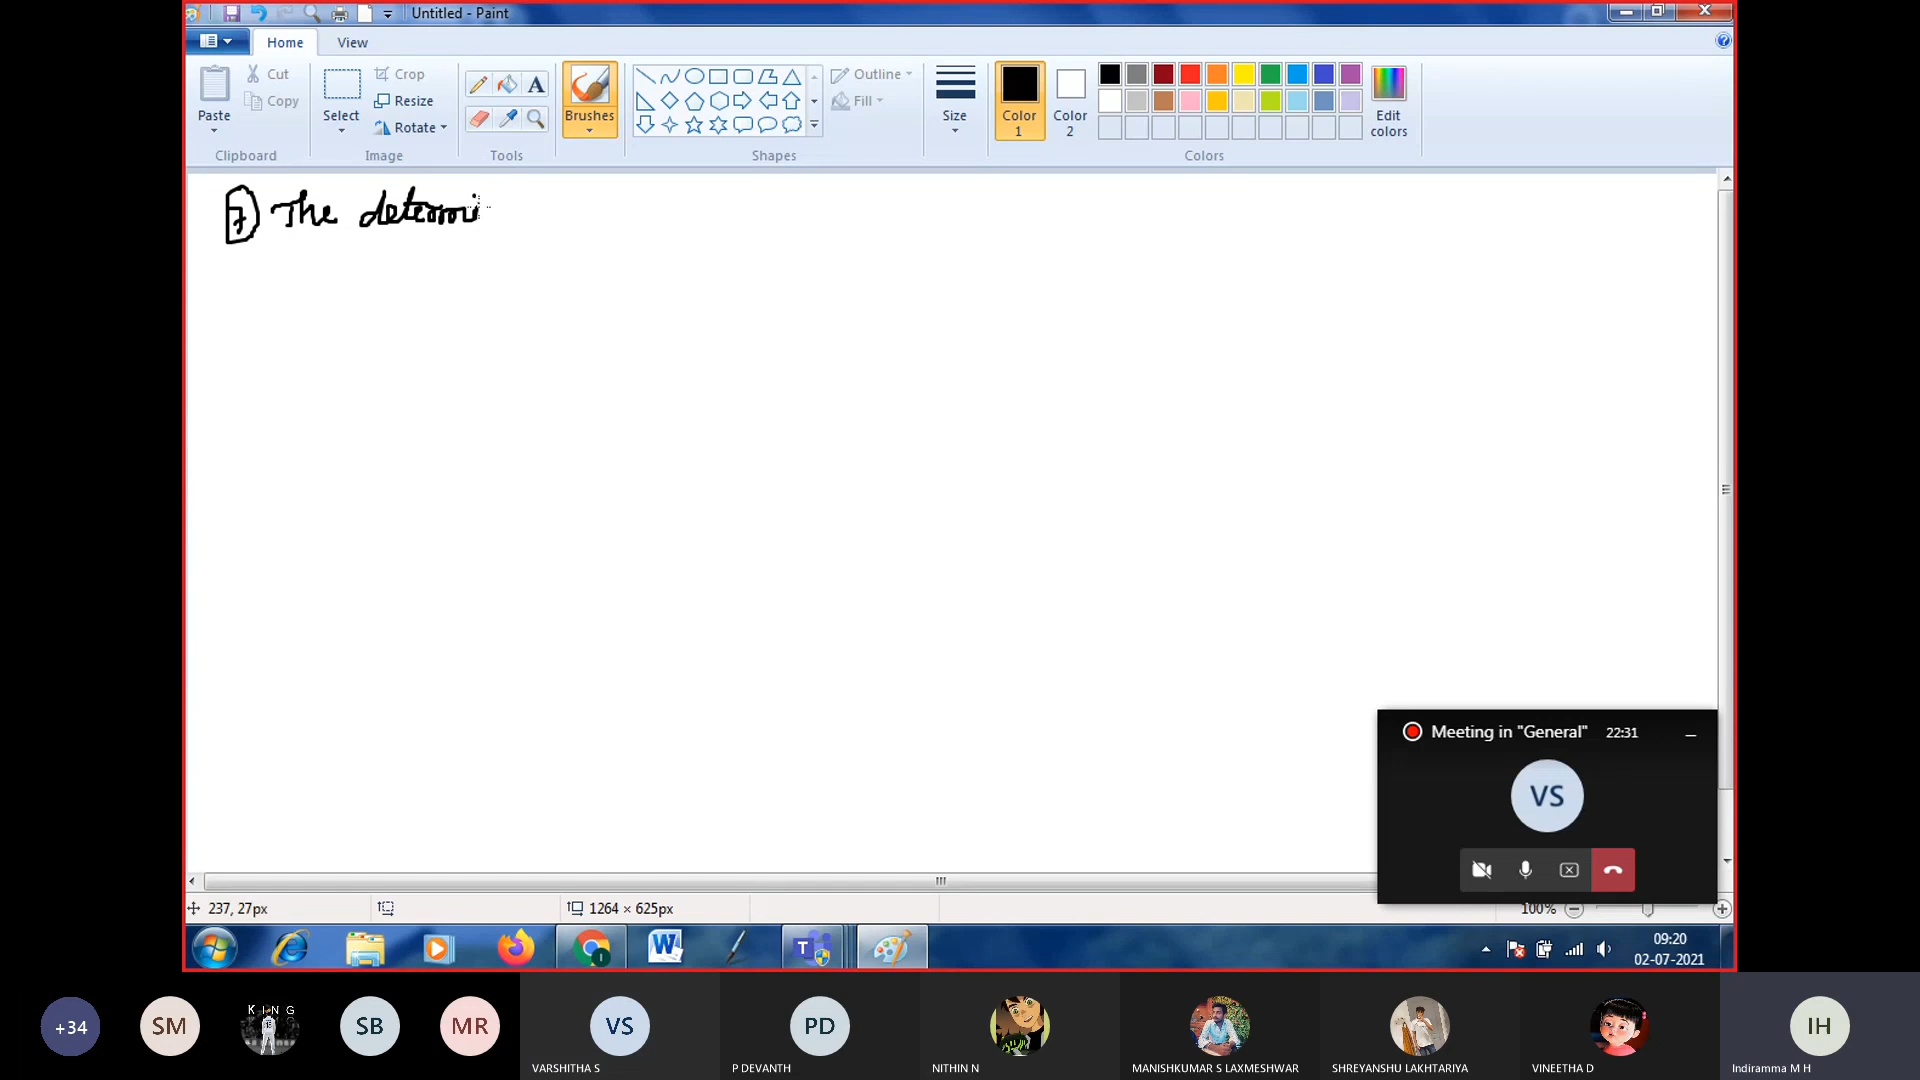 Untitled - Paint
Home View
Cut
Copy
Paste
Clipboard
Crop
Resize
Rotate
Select
Image
Tools
Brushes
Outline
Fill
Shapes
Size
Color 1
Color 2
Edit colors
Colors
7 The determi
Meeting in "General" 22:31
VS
237, 27px
1264 × 625px
100%
09:20
02-07-2021
+34 SM KING SB MR VS PD IH
VARSHITHA S P DEVANTH NITHIN N MANISHKUMAR S LAXMESHWAR SHREYANSHU LAKHTARIYA VINEETHA D Indiramma M H